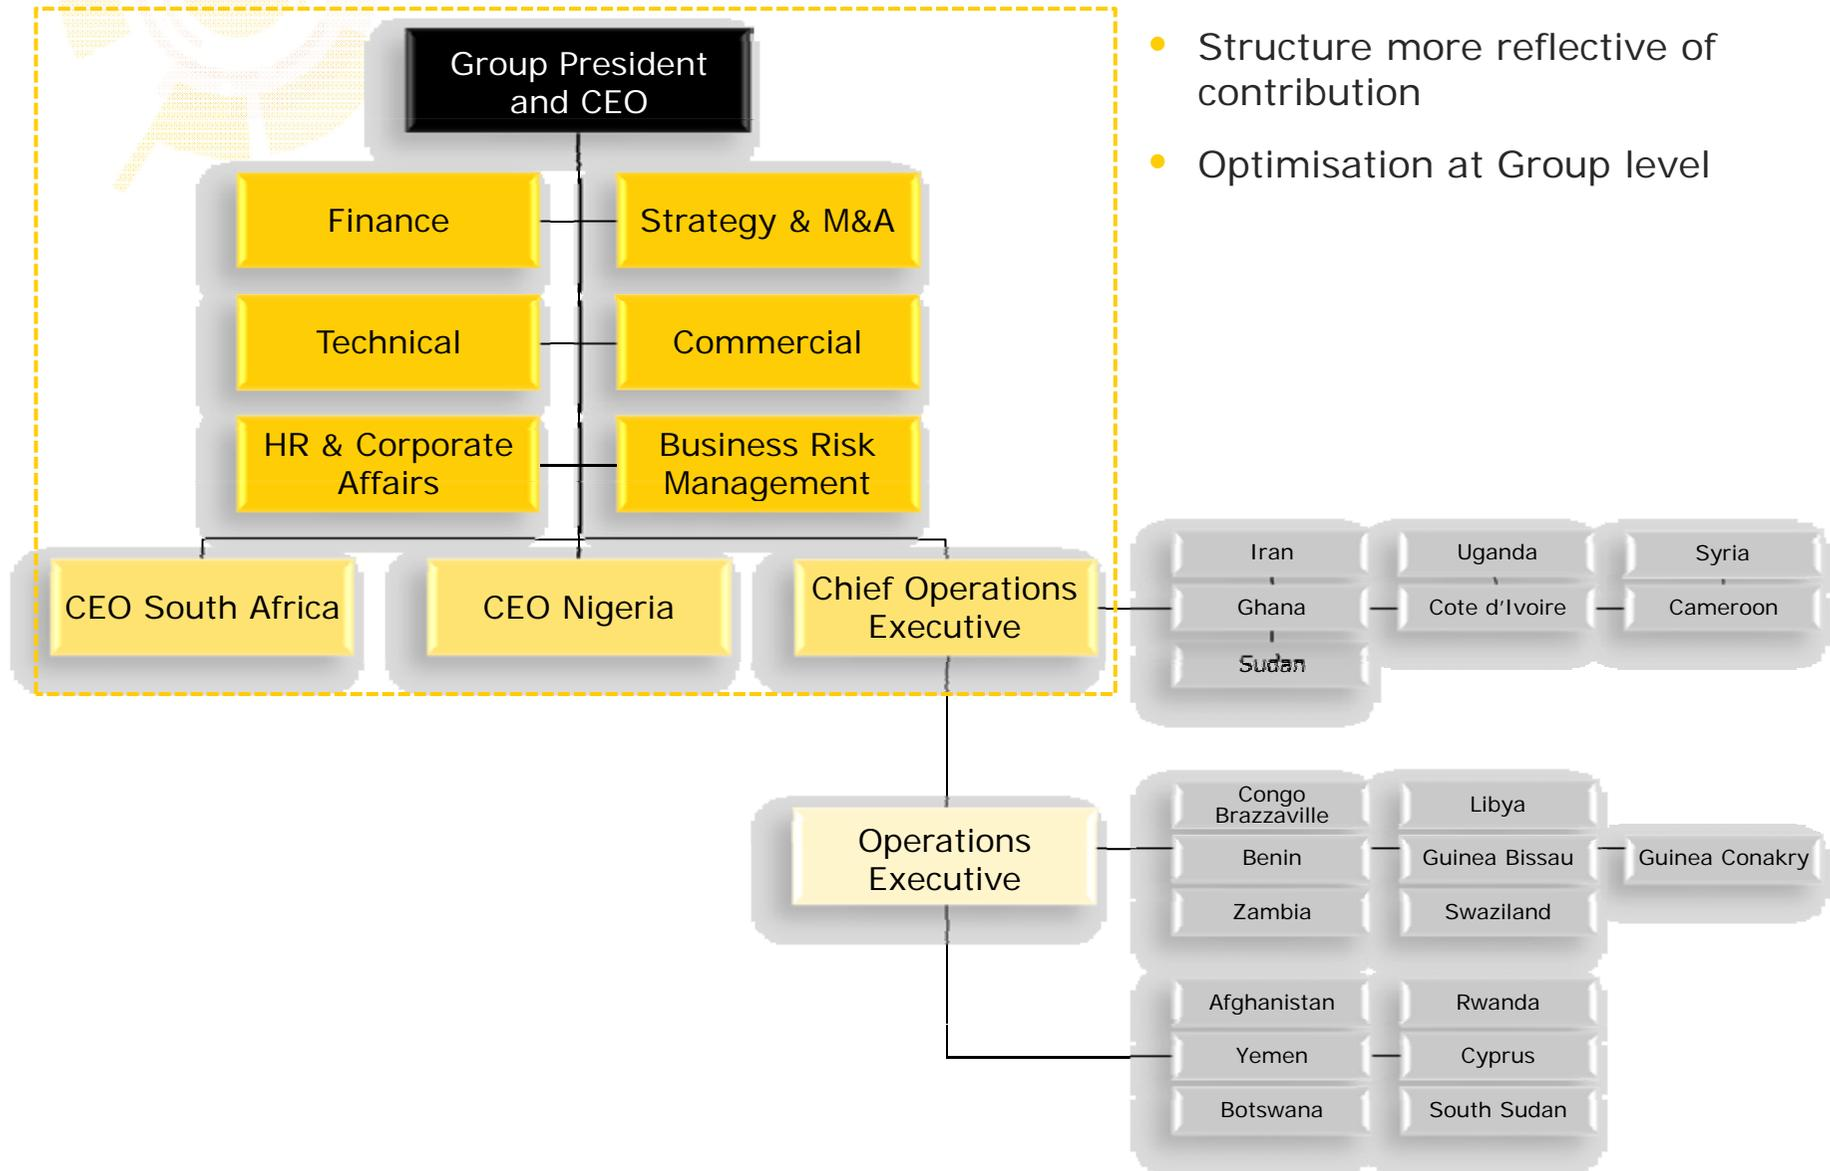 Group President
and CEO
• Structure more reflective of
contribution
• Optimisation at Group level
Finance
Strategy & M&A
Technical
Commercial
HR & Corporate
Affairs
Business Risk
Management
CEO South Africa
CEO Nigeria
Chief Operations
Executive
Iran
Uganda
Syria
Ghana
Cote d'Ivoire
Cameroon
Sudan
Operations
Executive
Congo
Brazzaville
Libya
Benin
Guinea Bissau
Guinea Conakry
Zambia
Swaziland
Afghanistan
Rwanda
Yemen
Cyprus
Botswana
South Sudan